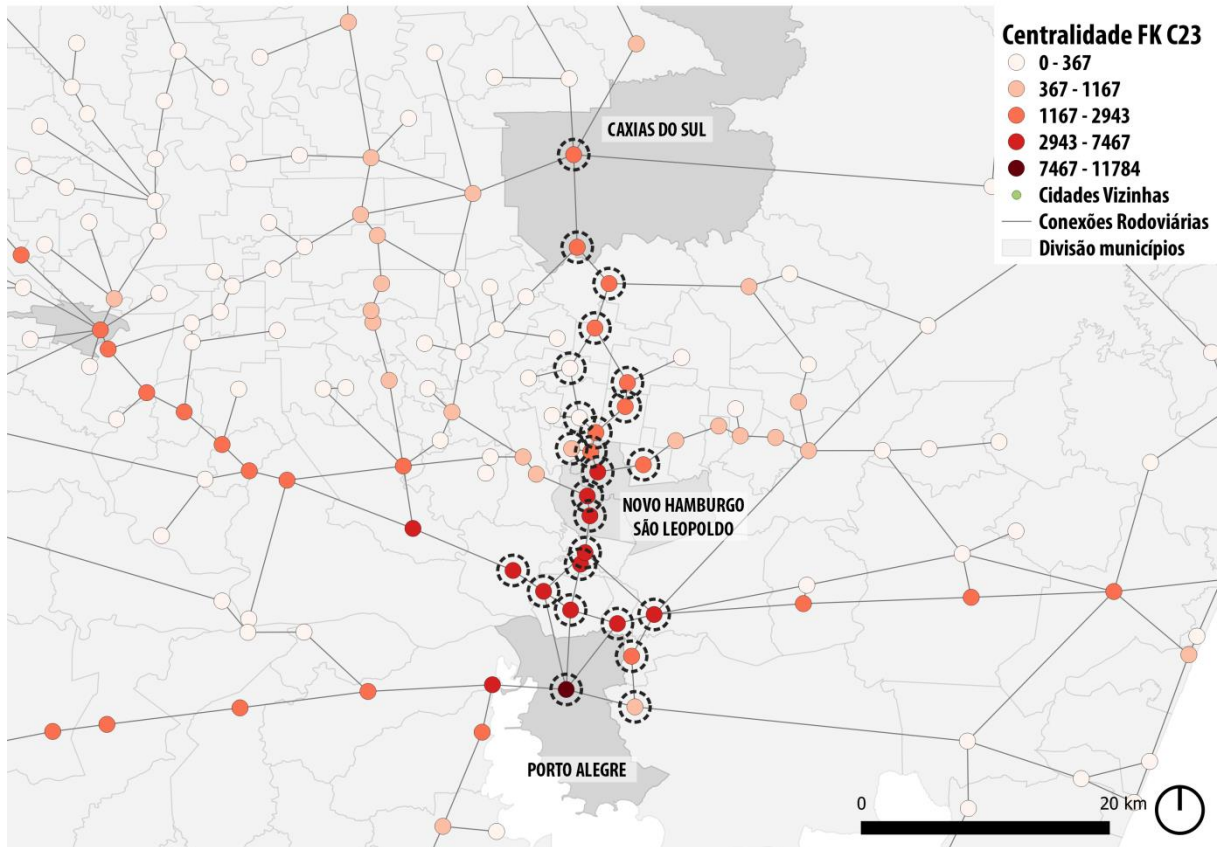 Centralidade FK C23
0 - 367
367 - 1167
1167 - 2943
2943 - 7467
7467 - 11784
Cidades Vizinhas
Conexões Rodoviárias
Divisão municípios
CAXIAS DO SUL
NOVO HAMBURGO
SÃO LEOPOLDO
PORTO ALEGRE
0
20 km